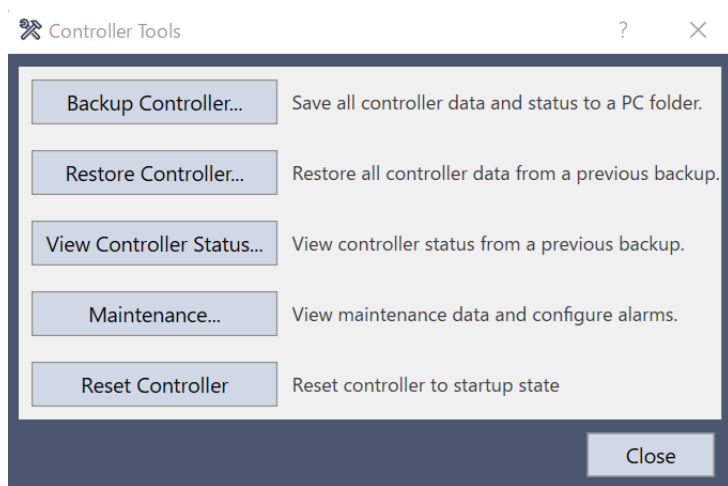 Controller Tools
?
Backup Controller... Save all controller data and status to a PC folder.
Restore Controller... Restore all controller data from a previous backup.
View Controller Status... View controller status from a previous backup.
Maintenance... View maintenance data and configure alarms.
Reset Controller Reset controller to startup state
Close